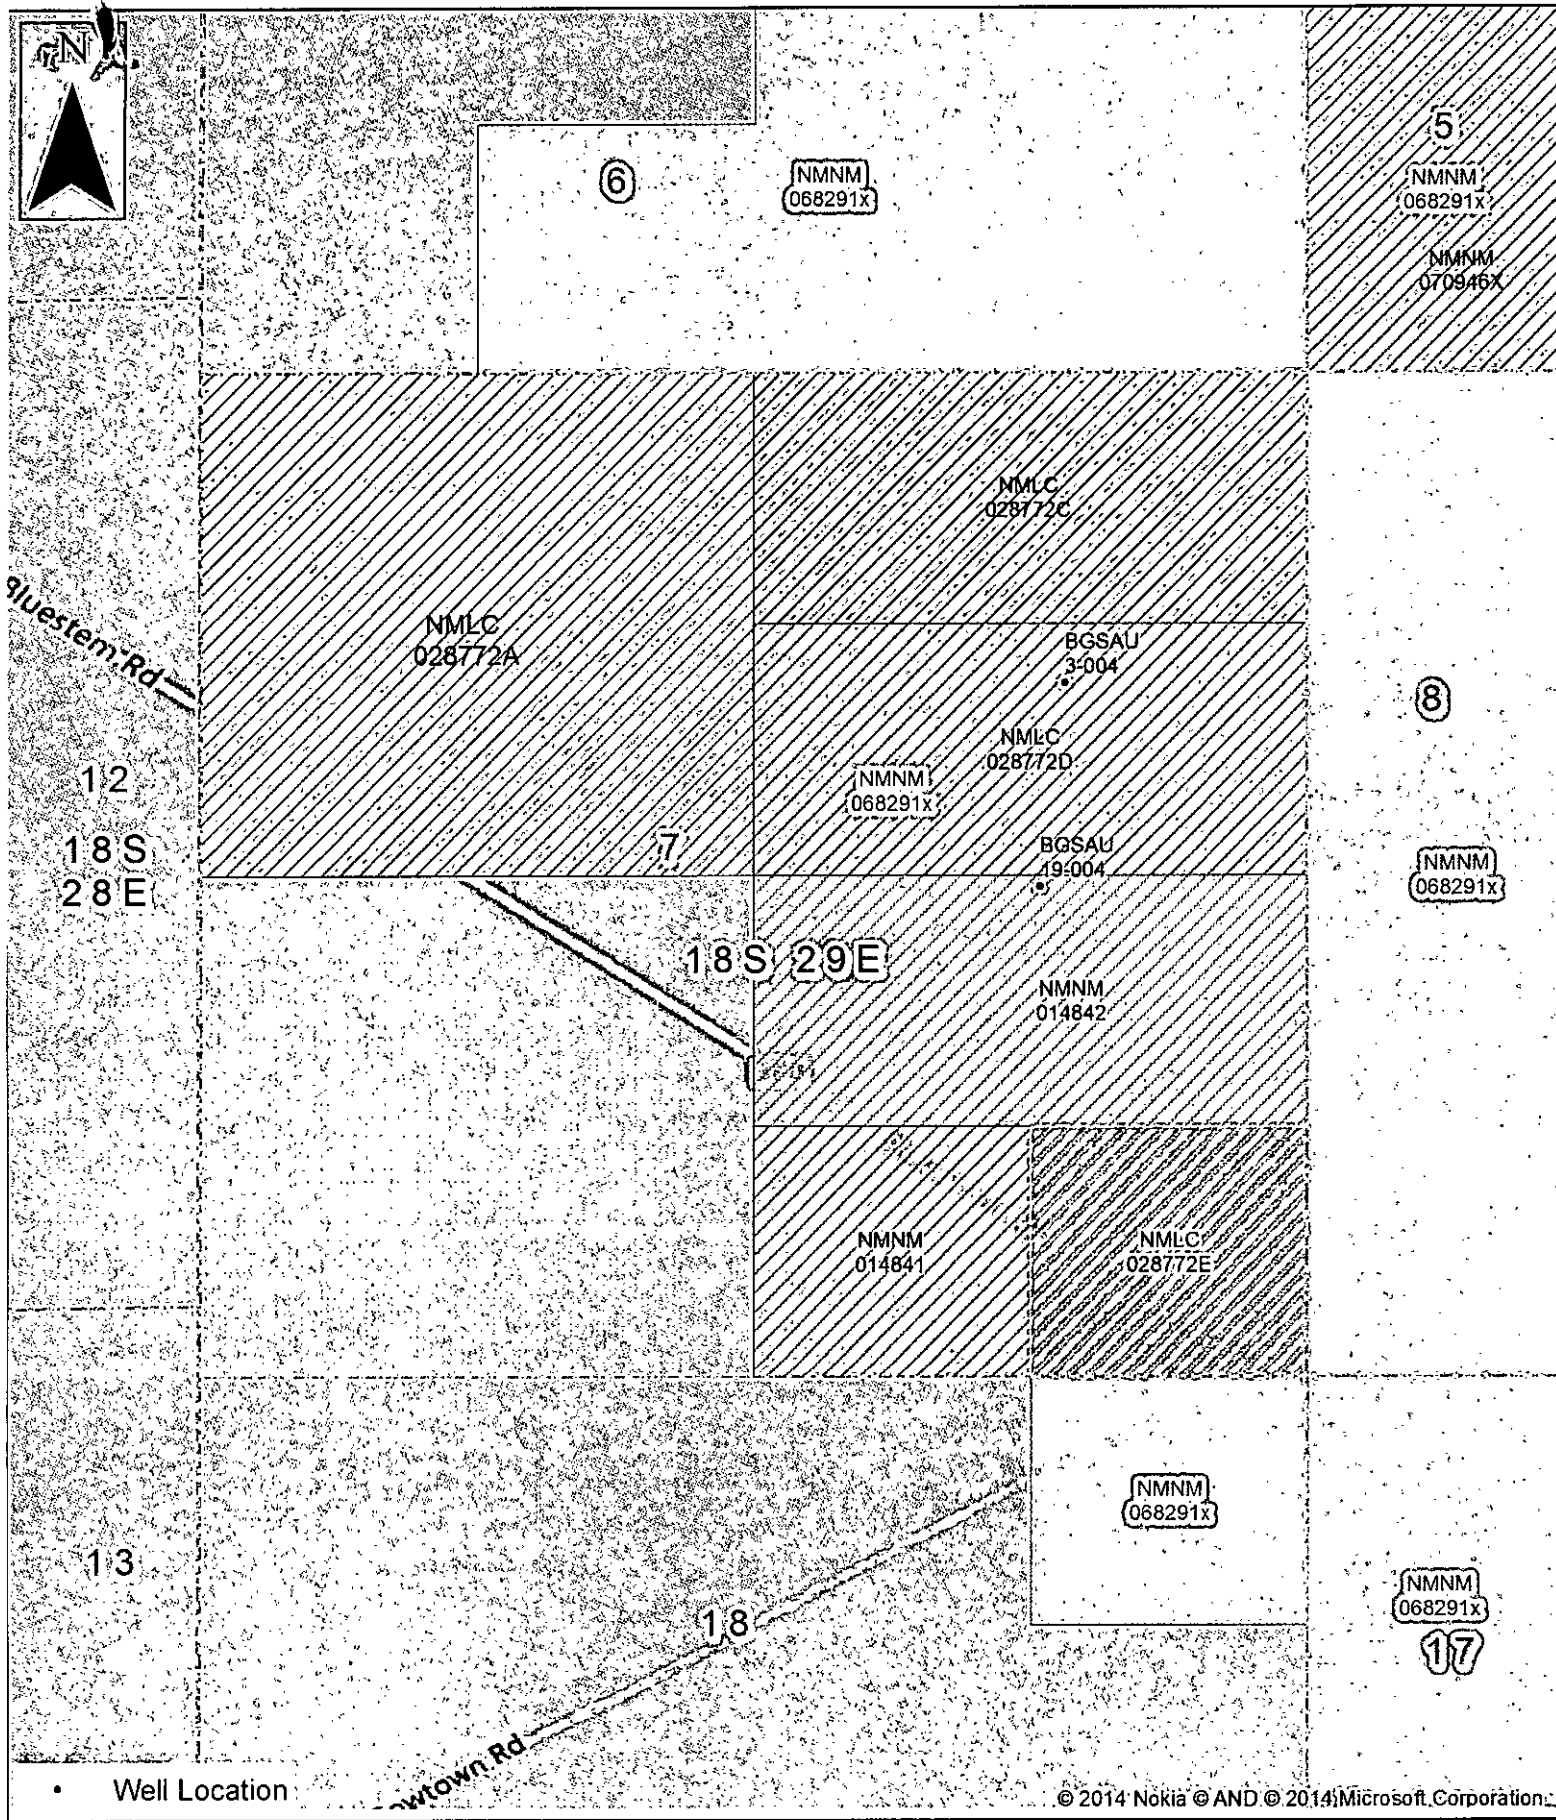 N
5
6
NMNM
068291x
NMNM
068291x
NMNM
070946X
NMLC
028772C
Bluestem Rd
NMLC
028772A
BGSAU
3-004
8
NMLC
028772D
12
NMNM
068291x
18S
28E
7
BGSAU
19-004
NMNM
068291x
18S 29E
NMNM
014842
NMNM
014841
NMLC
028772E
NMNM
068291x
13
NMNM
068291x
18
17
owtown Rd
• Well Location
© 2014 Nokia © AND © 2014 Microsoft Corporation